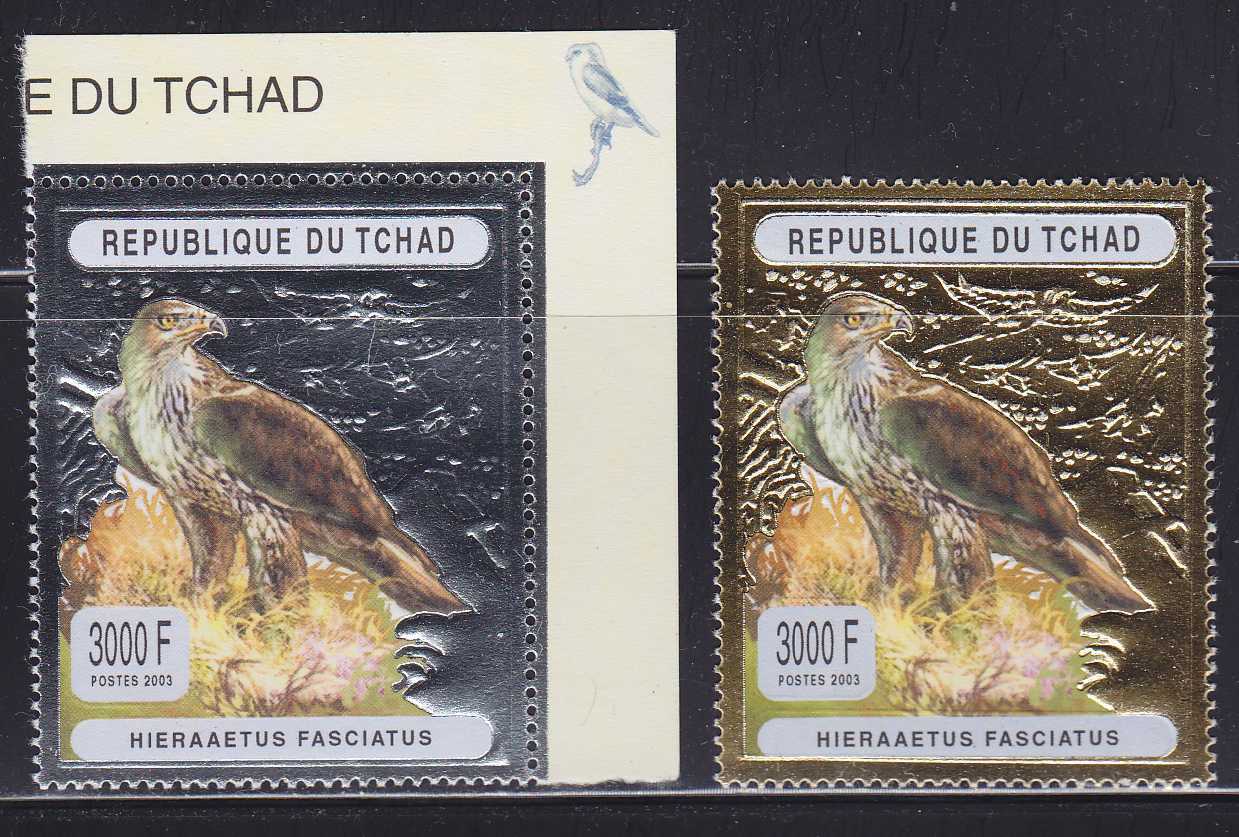 E DU TCHAD
REPUBLIQUE DU TCHAD
3000 F
POSTES 2003
HIERAAETUS FASCIATUS
REPUBLIQUE DU TCHAD
3000 F
POSTES 2003
HIERAAETUS FASCIATUS